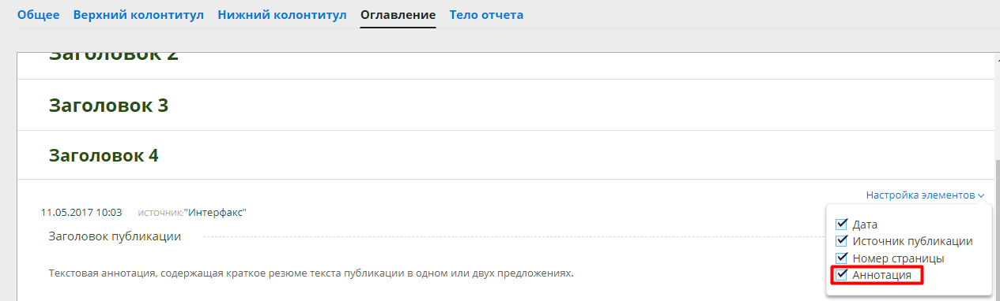 Общее Верхний колонтитул Нижний колонтитул Оглавление Тело отчета
Заголовок 2
Заголовок 3
Заголовок 4
Настройка элементов
11.05.2017 10:03 источник:"Интерфакс"
Заголовок публикации
Текстовая аннотация, содержащая краткое резюме текста публикации в одном или двух предложениях.
Дата
Источник публикации
Номер страницы
Аннотация